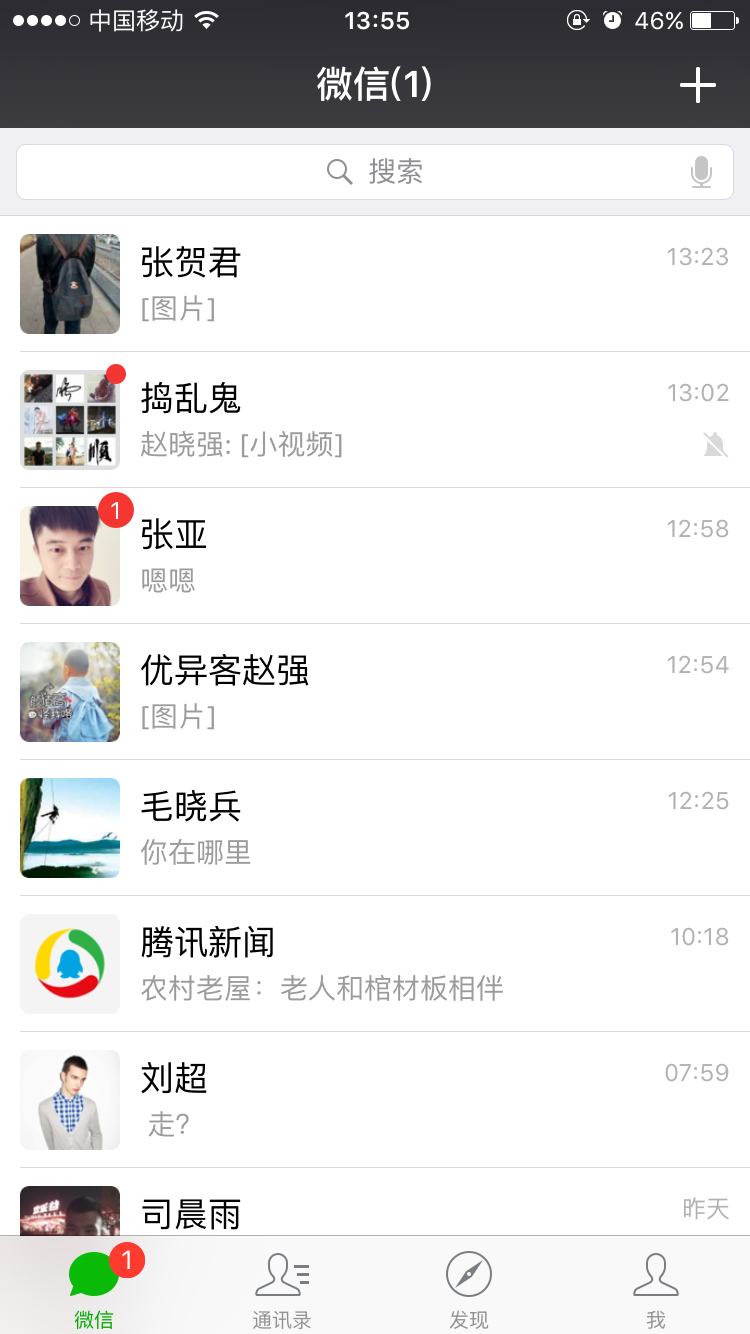 中国移动 13:55 46%
微信(1)
搜索
张贺君 13:23
[图片]
捣乱鬼 13:02
赵晓强: [小视频]
1
张亚 12:58
嗯嗯
优异客赵强 12:54
[图片]
毛晓兵 12:25
你在哪里
腾讯新闻 10:18
农村老屋：老人和棺材板相伴
刘超 07:59
走?
司晨雨 昨天
1
微信 通讯录 发现 我